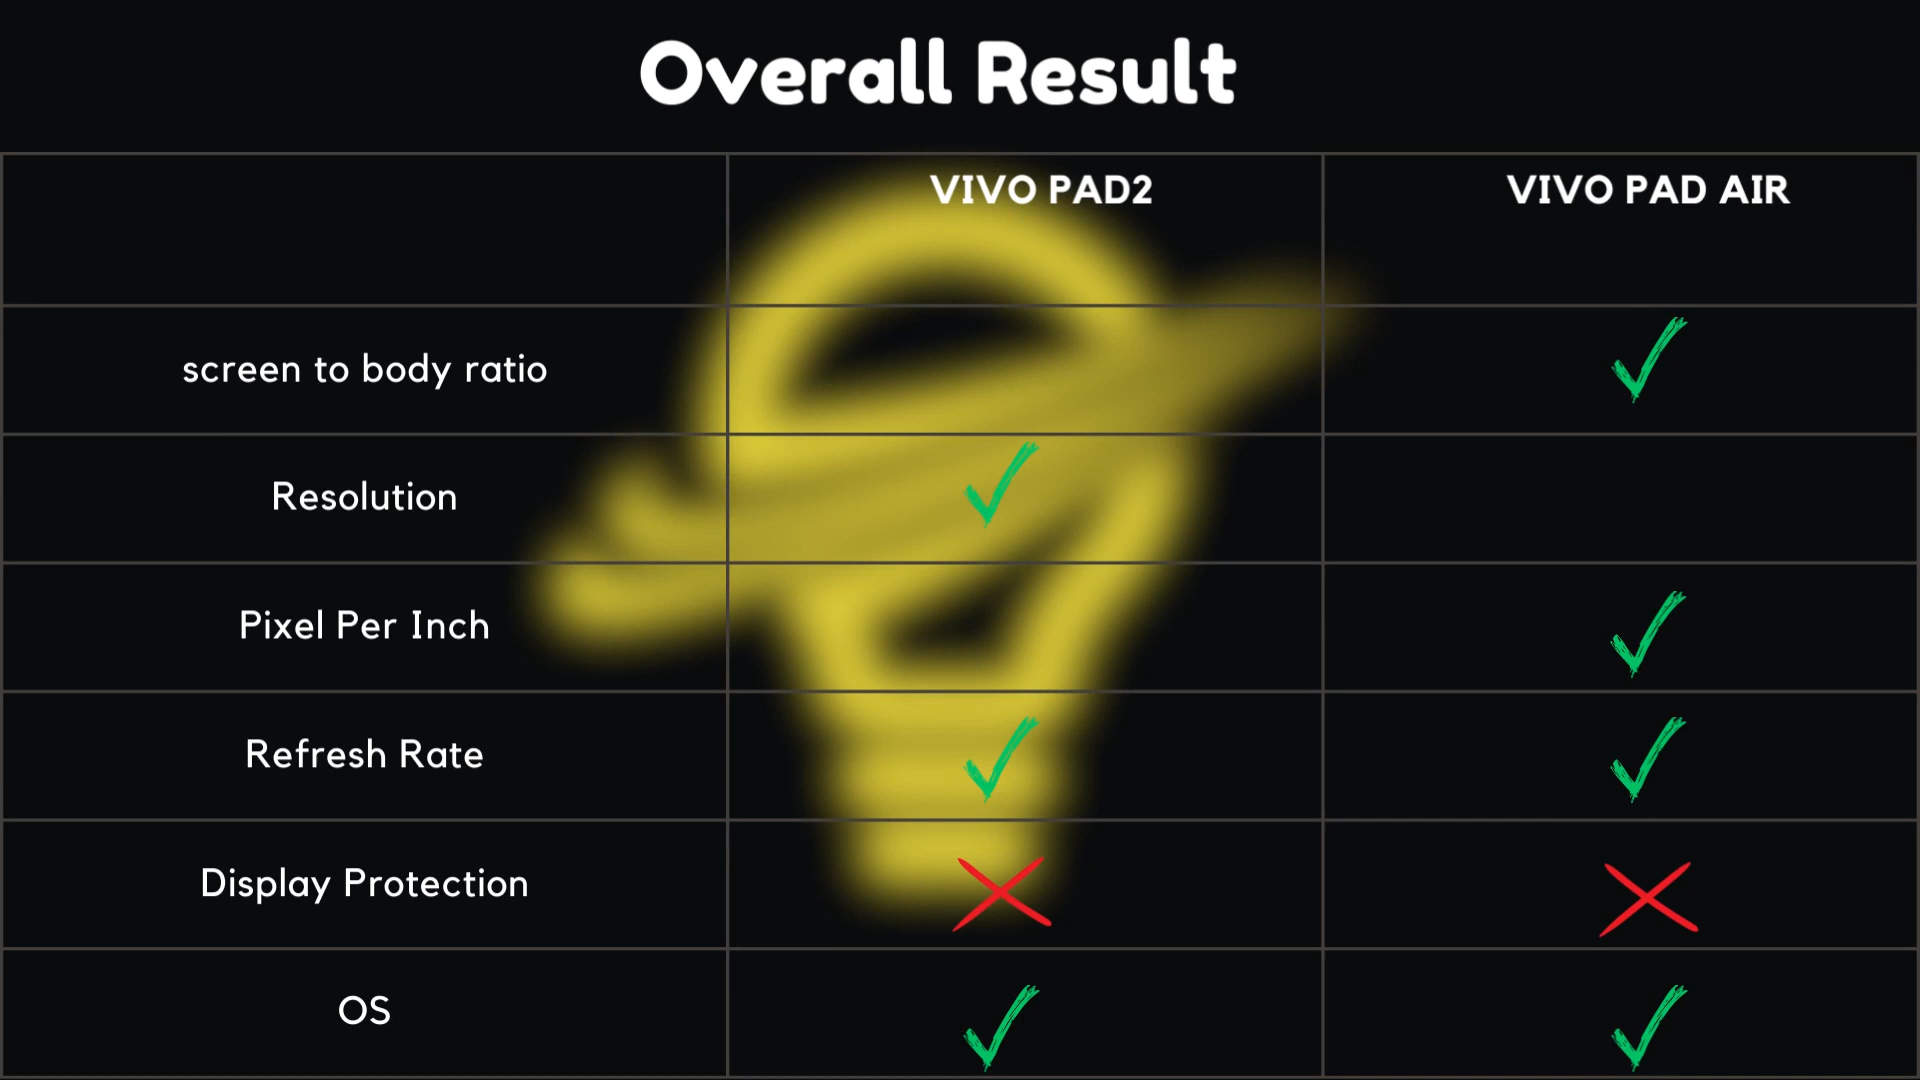 Overall Result
VIVO PAD2 VIVO PAD AIR
screen to body ratio
Resolution
Pixel Per Inch
Refresh Rate
Display Protection
OS